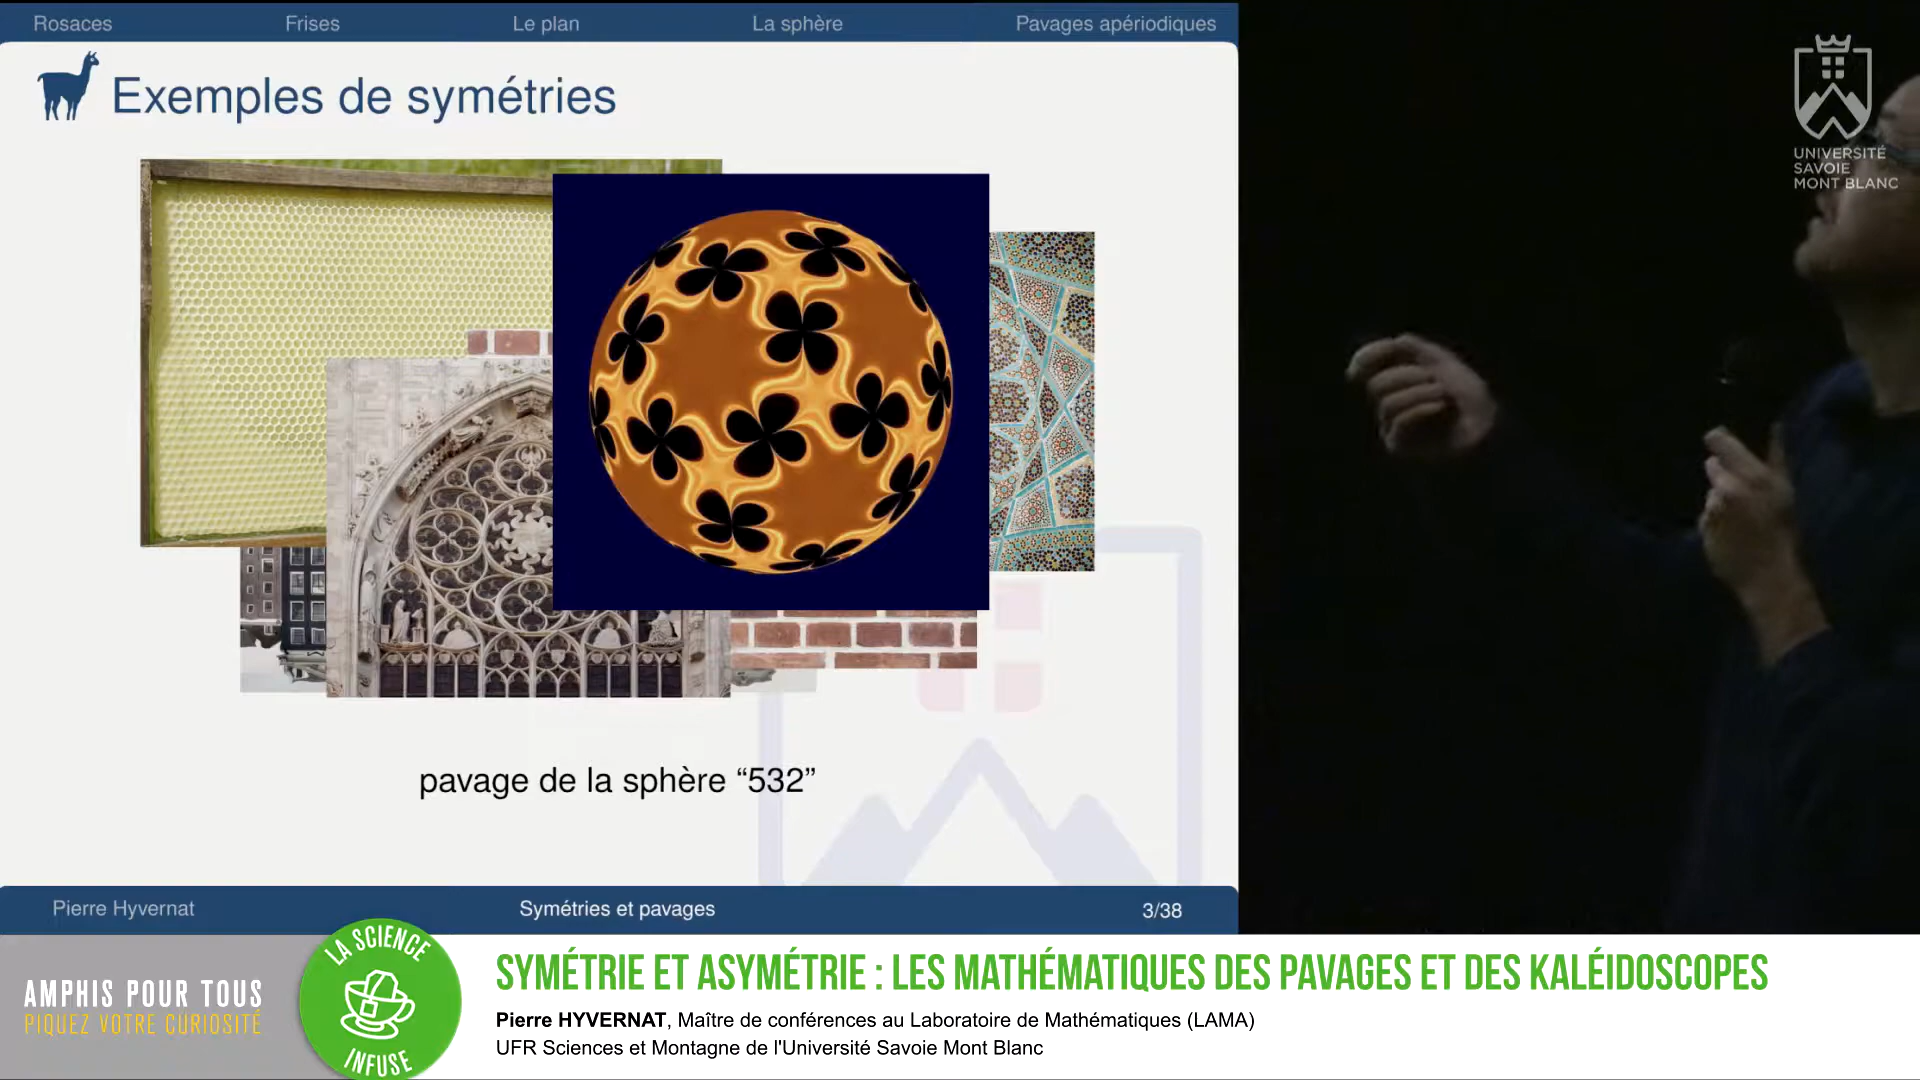 Rosaces Frises Le plan La sphère Pavages apériodiques
Exemples de symétries
UNIVERSITÉ
SAVOIE
MONT BLANC
pavage de la sphère “532”
Pierre Hyvernat Symétries et pavages 3/38
AMPHIS POUR TOUS
PIQUEZ VOTRE CURIOSITÉ
LA SCIENCE
INFUSE
SYMÉTRIE ET ASYMÉTRIE : LES MATHÉMATIQUES DES PAVAGES ET DES KALÉIDOSCOPES
Pierre HYVERNAT, Maître de conférences au Laboratoire de Mathématiques (LAMA)
UFR Sciences et Montagne de l'Université Savoie Mont Blanc